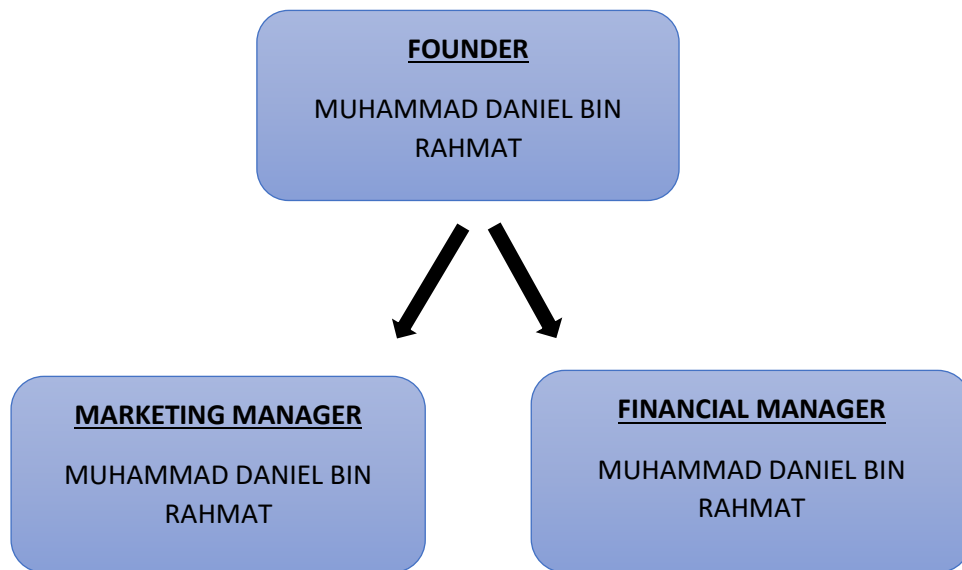 FOUNDER
MUHAMMAD DANIEL BIN
RAHMAT
MARKETING MANAGER
MUHAMMAD DANIEL BIN
RAHMAT
FINANCIAL MANAGER
MUHAMMAD DANIEL BIN
RAHMAT